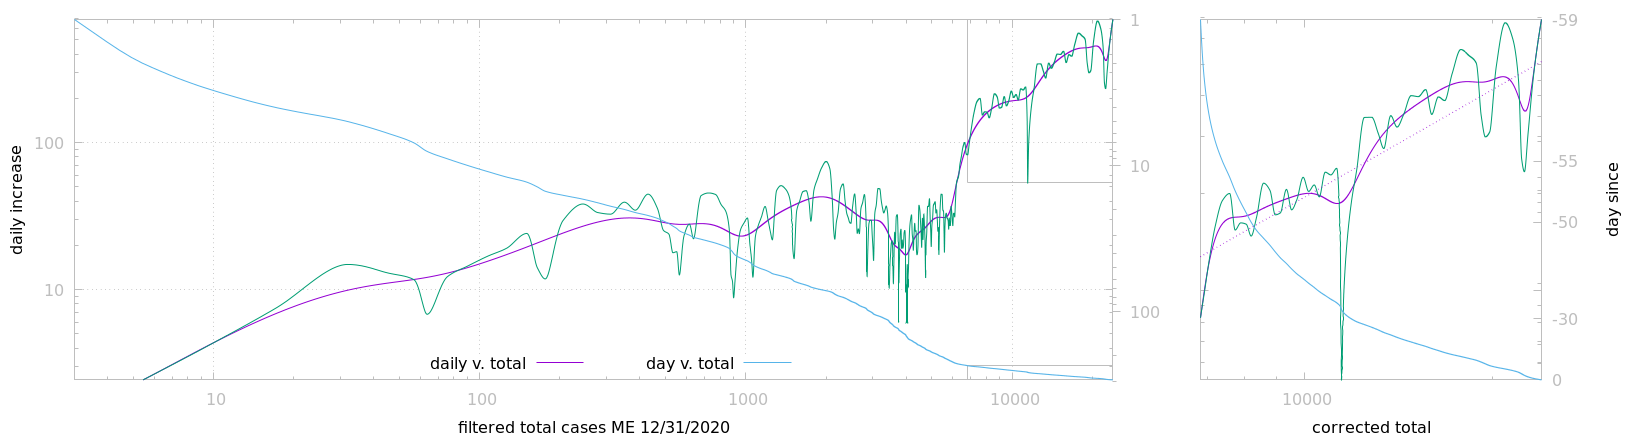 1
-59
100
10
-55
-50
10
100
-30
0
daily increase
day since
daily v. total
day v. total
10
100
1000
10000
10000
filtered total cases ME 12/31/2020
corrected total